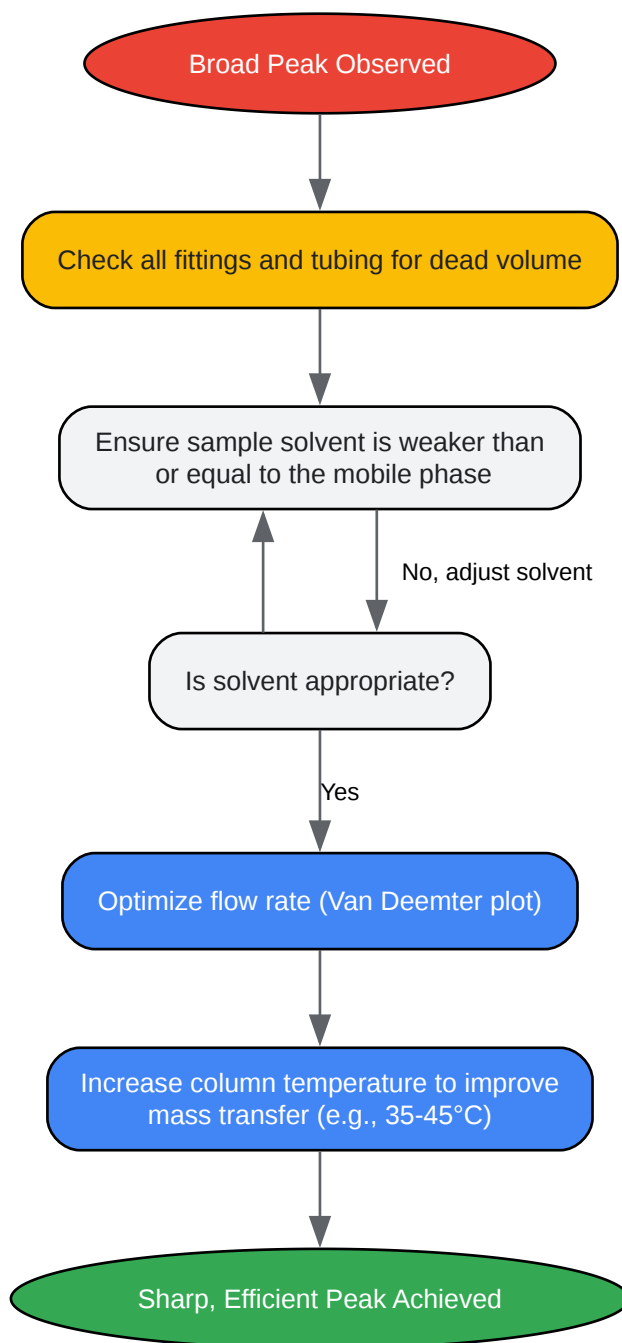 Broad Peak Observed
Check all fittings and tubing for dead volume
Ensure sample solvent is weaker than
or equal to the mobile phase
No, adjust solvent
Is solvent appropriate?
Yes
Optimize flow rate (Van Deemter plot)
Increase column temperature to improve
mass transfer (e.g., 35-45°C)
Sharp, Efficient Peak Achieved